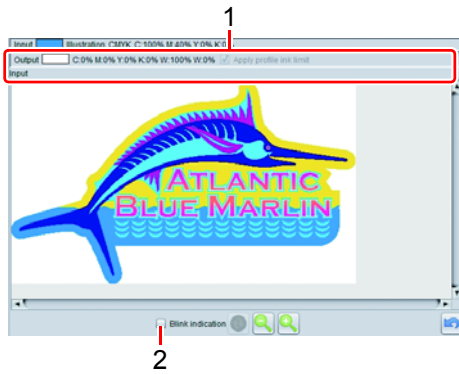 1
Input Illustration CMYK C:100% M:40% Y:0% K:0%
Output C:0% M:0% Y:0% K:0% W:100% W:0% Apply profile ink limit
Input
ATLANTIC
BLUE MARLIN
Blink indication
2